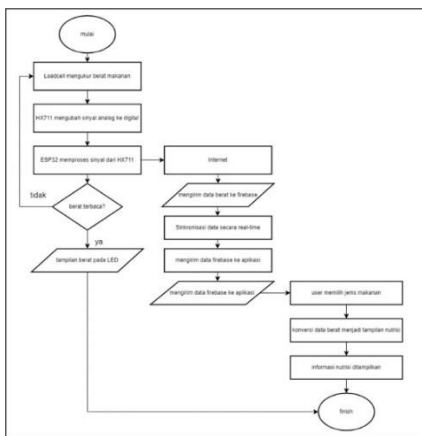 mulai
Loadcell mengukur berat makanan
HX711 mengubah sinyal analog ke digital
ESP32 memproses sinyal dari HX711
Internet
tidak
berat terbaca?
ya
tampilan berat pada LED
mengirim data berat ke firebase
Sinkronisasi data secara real-time
mengirim data firebase ke aplikasi
mengirim data firebase ke aplikasi
user memilih jenis makanan
konversi data berat menjadi tampilan nutrisi
informasi nutrisi ditampilkan
finish